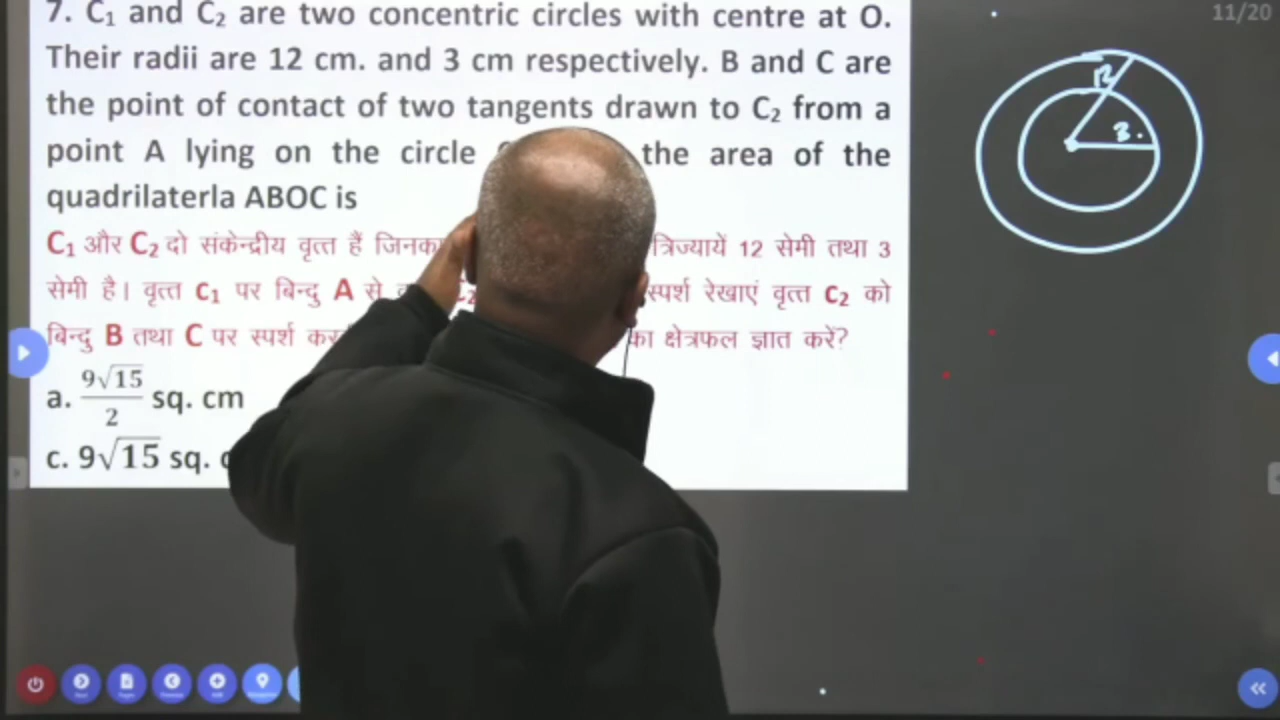 11/20
7. C₁ and C₂ are two concentric circles with centre at O.
Their radii are 12 cm. and 3 cm respectively. B and C are
the point of contact of two tangents drawn to C₂ from a
point A lying on the circle the area of the
quadrilaterla ABOC is
C₁ और C₂ दो संकेन्द्रीय वृत्त हैं त्रिज्यायें 12 सेमी तथा 3
सेमी है। वृत्त C₁ पर बिन्दु A से स्पर्श रेखाएं वृत्त C₂ को
बिन्दु B तथा C पर स्पर्श का क्षेत्रफल ज्ञात करें?
a. 9√15/2 sq. cm
c. 9√15 sq.
12
3.